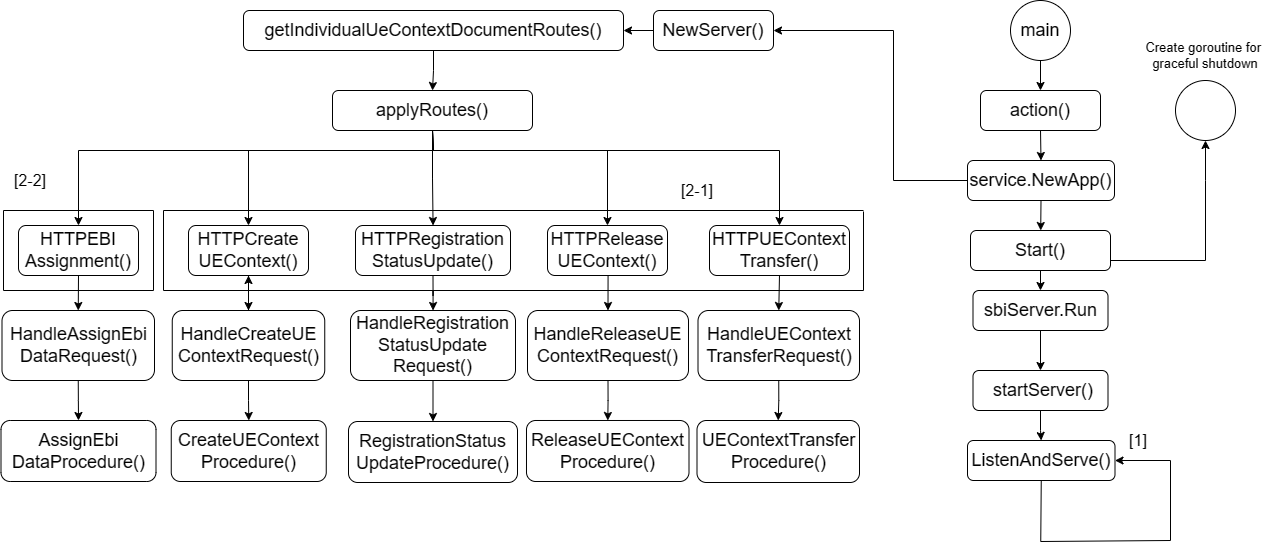 getIndividualUeContextDocumentRoutes()
NewServer()
main
Create goroutine for
graceful shutdown
applyRoutes()
action()
[2-2]
[2-1]
service.NewApp()
HTTPEBI
Assignment()
HTTPCreate
UEContext()
HTTPRegistration
StatusUpdate()
HTTPRelease
UEContext()
HTTPUEContext
Transfer()
Start()
sbiServer.Run
HandleAssignEbi
DataRequest()
HandleCreateUE
ContextRequest()
HandleRegistration
StatusUpdate
Request()
HandleReleaseUE
ContextRequest()
HandleUEContext
TransferRequest()
startServer()
AssignEbi
DataProcedure()
CreateUEContext
Procedure()
RegistrationStatus
UpdateProcedure()
ReleaseUEContext
Procedure()
UEContextTransfer
Procedure()
[1]
ListenAndServe()